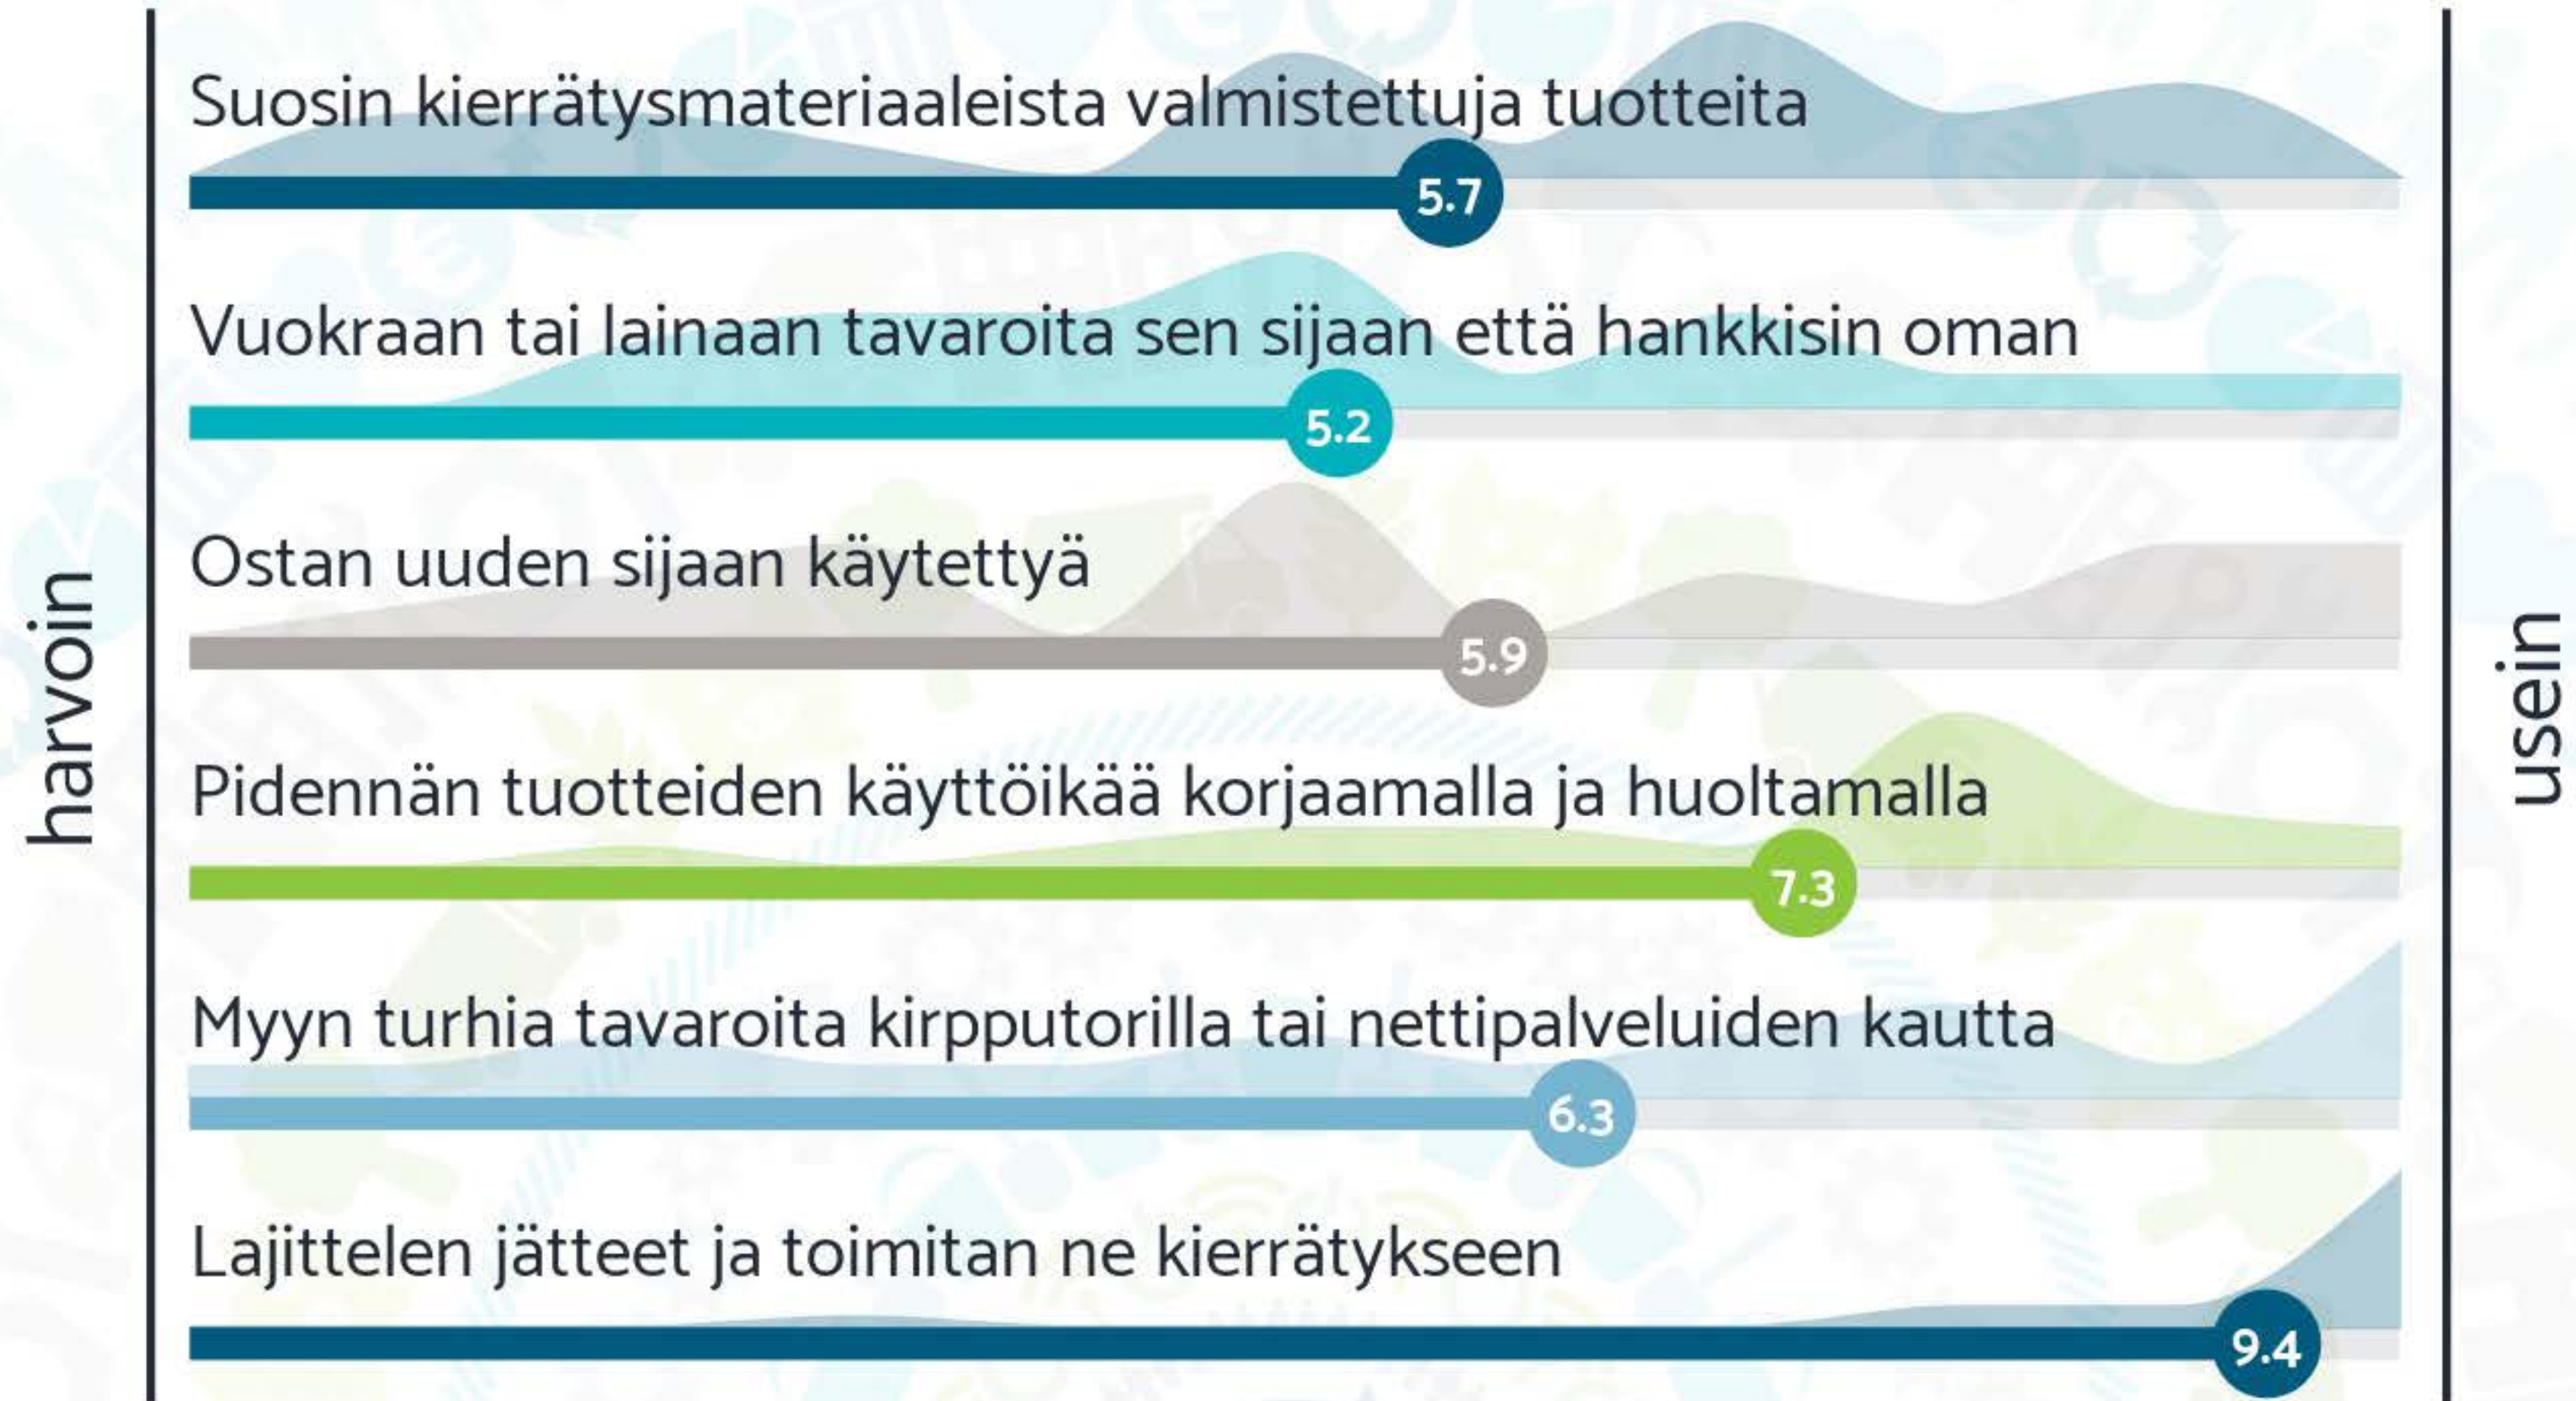 harvoin
Suosin kierrätysmateriaaleista valmistettuja tuotteita
5.7
Vuokraan tai lainaan tavaroita sen sijaan että hankkisin oman
5.2
Ostan uuden sijaan käytettyä
5.9
Pidennän tuotteiden käyttöikää korjaamalla ja huoltamalla
7.3
Myyn turhia tavaroita kirpputorilla tai nettipalveluiden kautta
6.3
Lajittelen jätteet ja toimitan ne kierrätykseen
9.4
usein